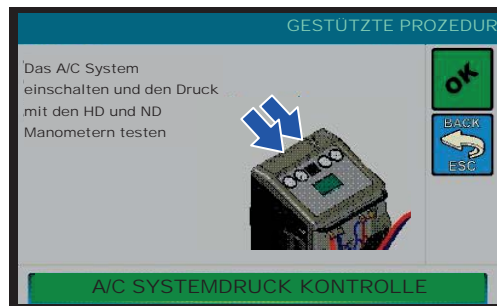 GESTÜTZTE PROZEDUR
Das A/C System
einschalten und den Druck
mit den HD und ND
Manometern testen
OK
BACK
ESC
A/C SYSTEMDRUCK KONTROLLE